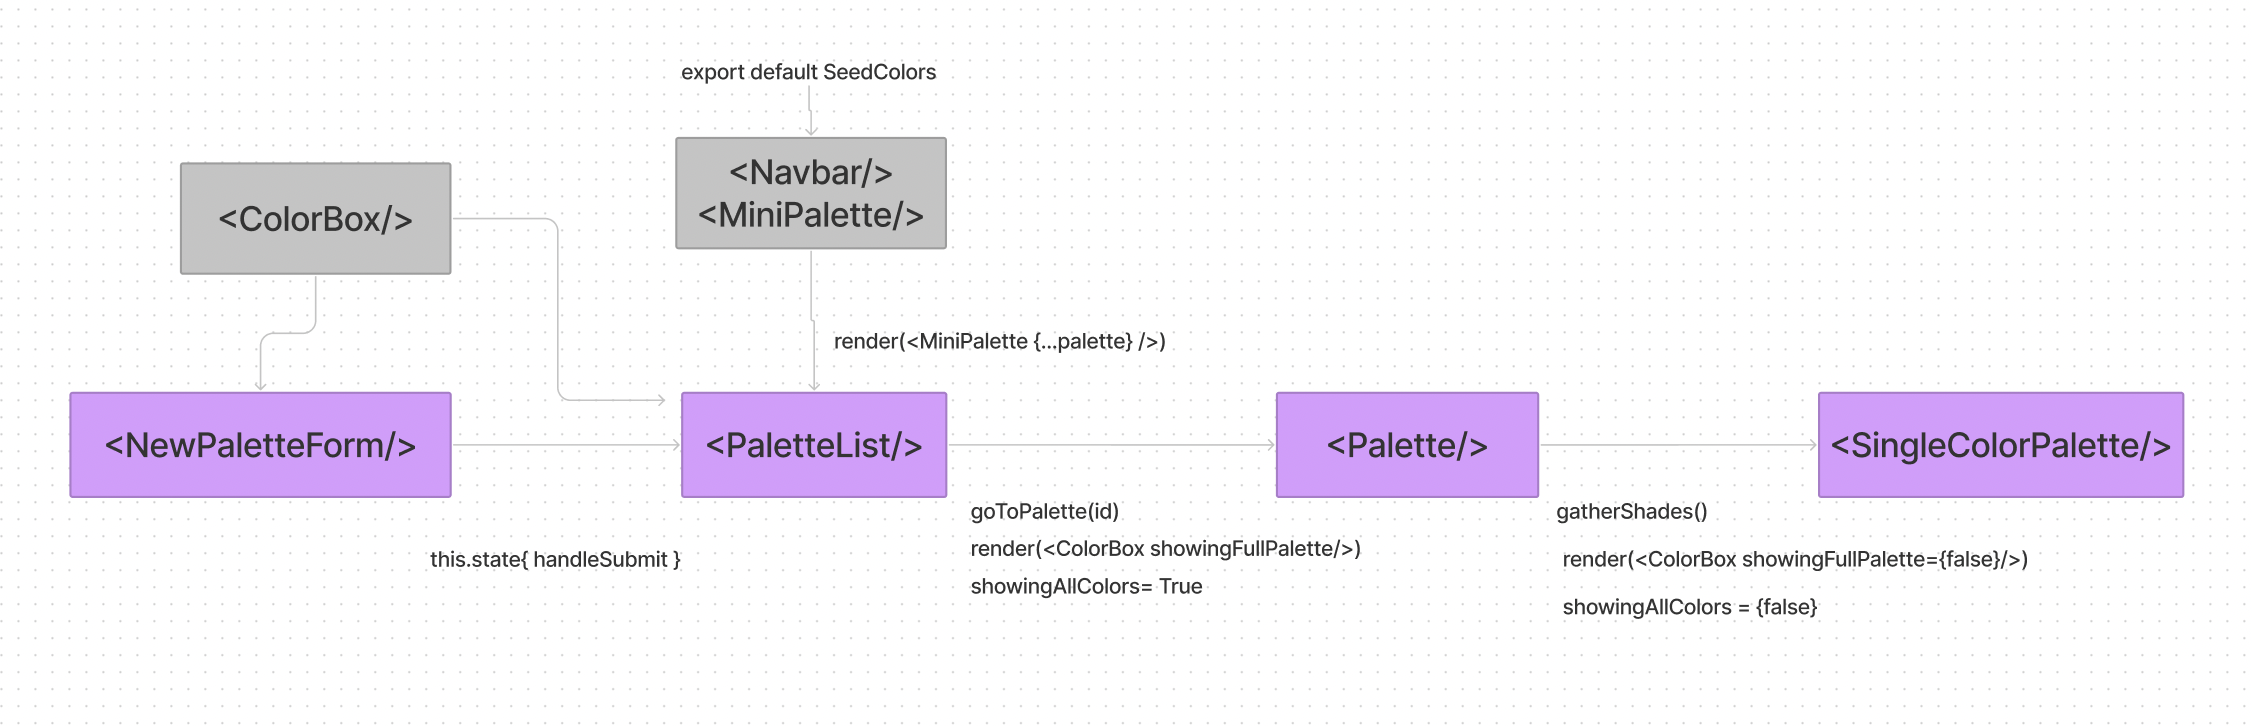 export default SeedColors
<Navbar/>
<MiniPalette/>
<ColorBox/>
render(<MiniPalette {...palette} />)
<NewPaletteForm/>
<PaletteList/>
<Palette/>
<SingleColorPalette/>
this.state{ handleSubmit }
goToPalette(id)
render(<ColorBox showingFullPalette/>)
showingAllColors= True
gatherShades()
render(<ColorBox showingFullPalette={false}/>)
showingAllColors = {false}